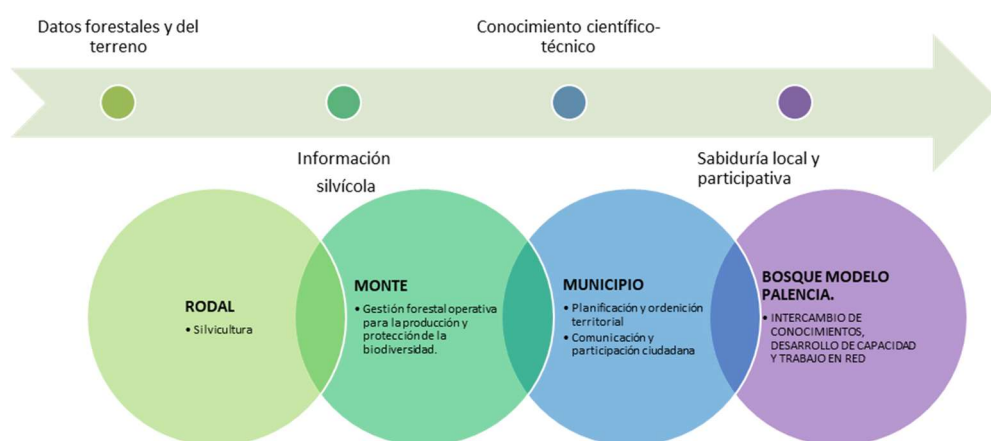 Datos forestales y del
terreno
Conocimiento científico-
técnico
Información
silvícola
Sabiduría local y
participativa
RODAL
• Silvicultura
MONTE
• Gestión forestal operativa
para la producción y
protección de la
biodiversidad.
MUNICIPIO
• Planificación y ordenición
territorial
• Comunicación y
participación ciudadana
BOSQUE MODELO
PALENCIA.
• INTERCAMBIO DE
CONOCIMIENTOS,
DESARROLLO DE CAPACIDAD
Y TRABAJO EN RED